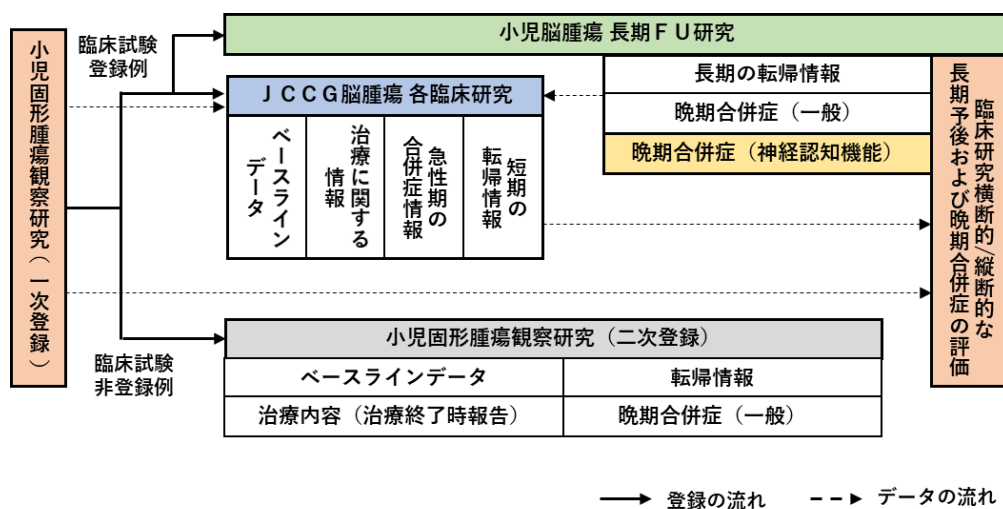 小児固形腫瘍観察研究（一次登録）
臨床試験
登録例
小児脳腫瘍 長期ＦＵ研究
ＪＣＣＧ脳腫瘍 各臨床研究
ベースライン
データ
治療に関する
情報
急性期の
合併症情報
短期の
転帰情報
長期の転帰情報
晩期合併症（一般）
晩期合併症（神経認知機能）
臨床研究横断的/縦断的な
長期予後および晩期合併症の評価
臨床試験
非登録例
小児固形腫瘍観察研究（二次登録）
ベースラインデータ
転帰情報
治療内容（治療終了時報告）
晩期合併症（一般）
登録の流れ
データの流れ